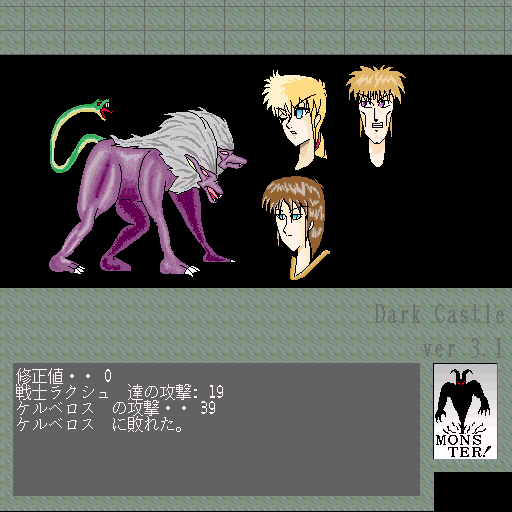 Dark Castle
ver 3.1
修正値・・ 0
戦士ラクシュ 達の攻撃: 19
ケルベロス の攻撃・・ 39
ケルベロス に敗れた。
MONS
TER!